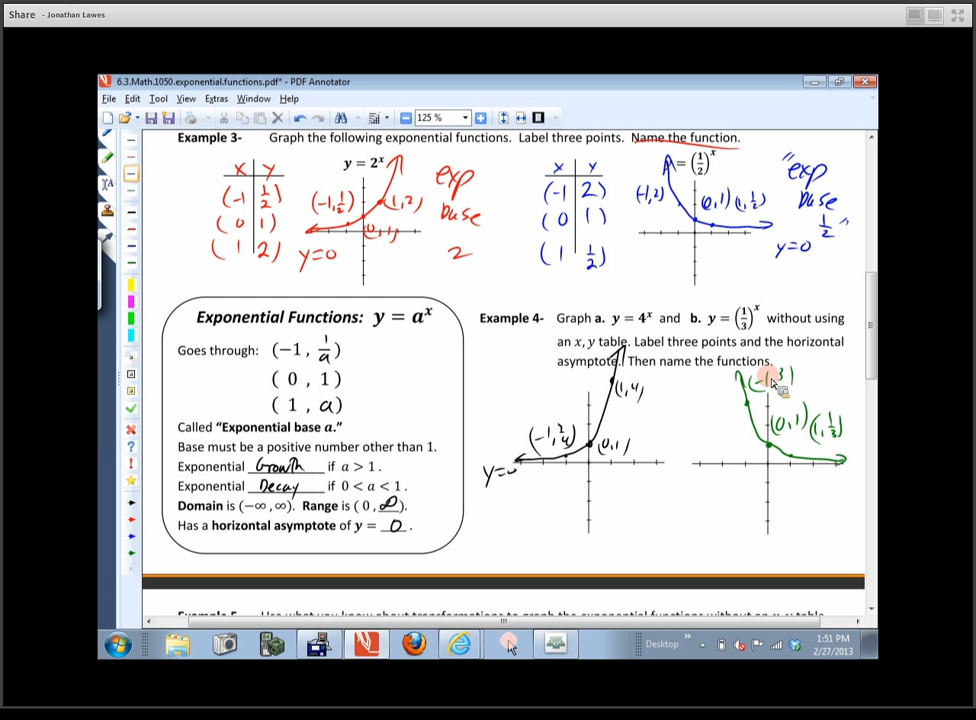 Share - Jonathan Lawes
6.3.Math.1050.exponential.functions.pdf* - PDF Annotator
File Edit Tool View Extras Window Help
125 %
Example 3- Graph the following exponential functions. Label three points. Name the function.
x y
(-1 1/2)
(0 1)
(1 2)
y = 2ˣ
(-1, 1/2)
(1, 2)
(0, 1)
y=0
exp
base
2
x y
(-1 2)
(0 1)
(1 1/2)
= (1/2)ˣ
(-1, 2)
(0, 1) (1, 1/2)
y=0
"exp
base
1/2"
Exponential Functions: y = aˣ
Goes through: (-1, 1/a)
(0, 1)
(1, a)
Called "Exponential base a."
Base must be a positive number other than 1.
Exponential Growth if a > 1.
Exponential Decay if 0 < a < 1.
Domain is (-∞, ∞). Range is (0, ∞).
Has a horizontal asymptote of y = 0.
Example 4- Graph a. y = 4ˣ and b. y = (1/3)ˣ without using
an x, y table. Label three points and the horizontal
asymptote. Then name the functions.
(1, 4)
(0, 1)
y=0
(-1, 3)
(0, 1) (1, 1/3)
Desktop
1:51 PM
2/27/2013